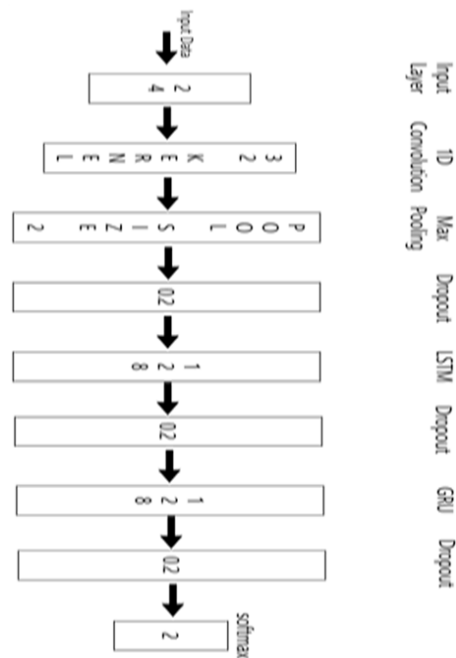 Input Layer
1D Convolution
Max Pooling
Dropout
LSTM
Dropout
GRU
Dropout
softmax
Input Data
24
32 KERNEL
POOL SIZE 2
02
128
02
128
02
2